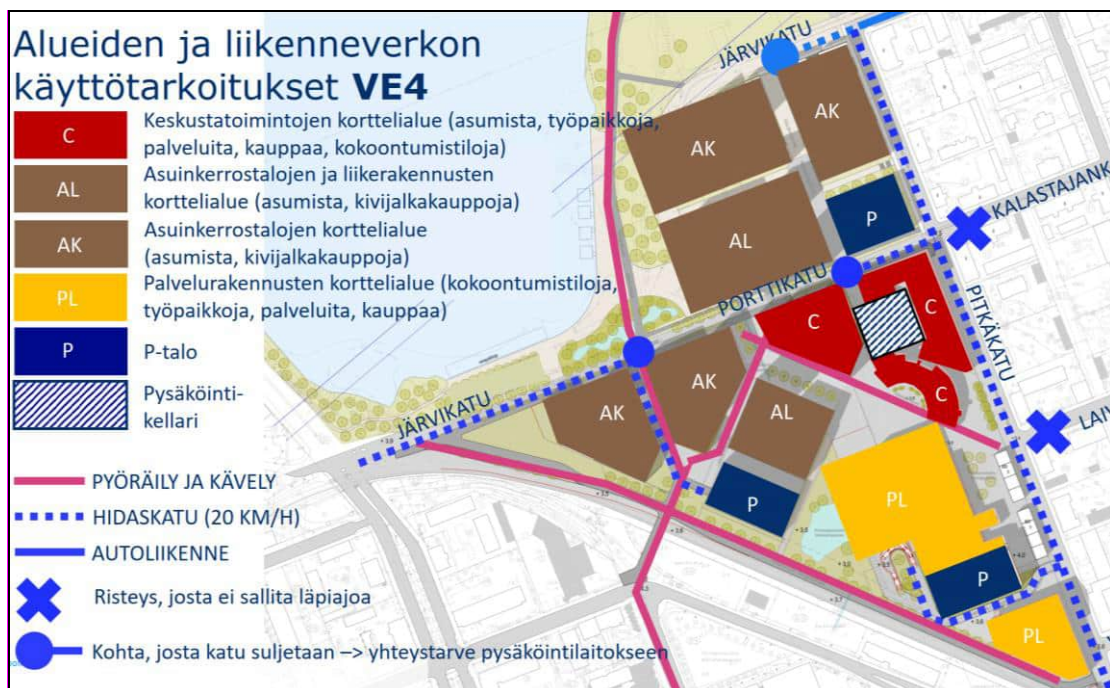 Alueiden ja liikenneverkon
käyttötarkoitukset VE4
C
Keskustatoimintojen korttelialue (asumista, työpaikkoja,
palveluita, kauppaa, kokoontumistiloja)
AL
Asuinkerrostalojen ja liikerakennusten
korttelialue (asumista, kivijalkakauppoja)
AK
Asuinkerrostalojen korttelialue
(asumista, kivijalkakauppoja)
PL
Palvelurakennusten korttelialue (kokoontumistiloja,
työpaikkoja, palveluita, kauppaa)
P
P-talo
Pysäköinti-
kellari
PYÖRÄILY JA KÄVELY
HIDASKATU (20 KM/H)
AUTOLIIKENNE
Risteys, josta ei sallita läpiajoa
Kohta, josta katu suljetaan –> yhteystarve pysäköintilaitokseen
JÄRVIKATU
AK
AK
AL
P
KALASTAJANK
PORTTIKATU
PITKÄKATU
C
C
C
JÄRVIKATU
AK
AK
AL
P
LAI
PL
P
PL